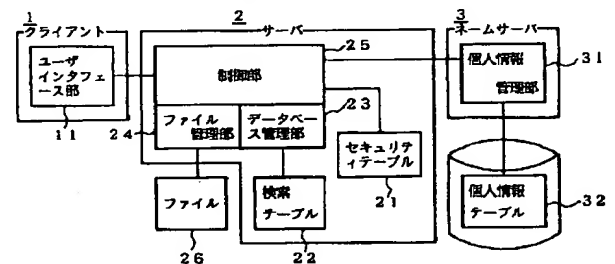 1
クライアント
ユーザ
インタフェ
ース部
11
2
サーバ
25
制御部
24
ファイル
管理部
データベー
ス管理部
23
セキュリテ
ィテーブル
21
ファイル
26
検索
テーブル
22
3
ネームサーバ
個人情報
管理部
31
個人情報
テーブル
32